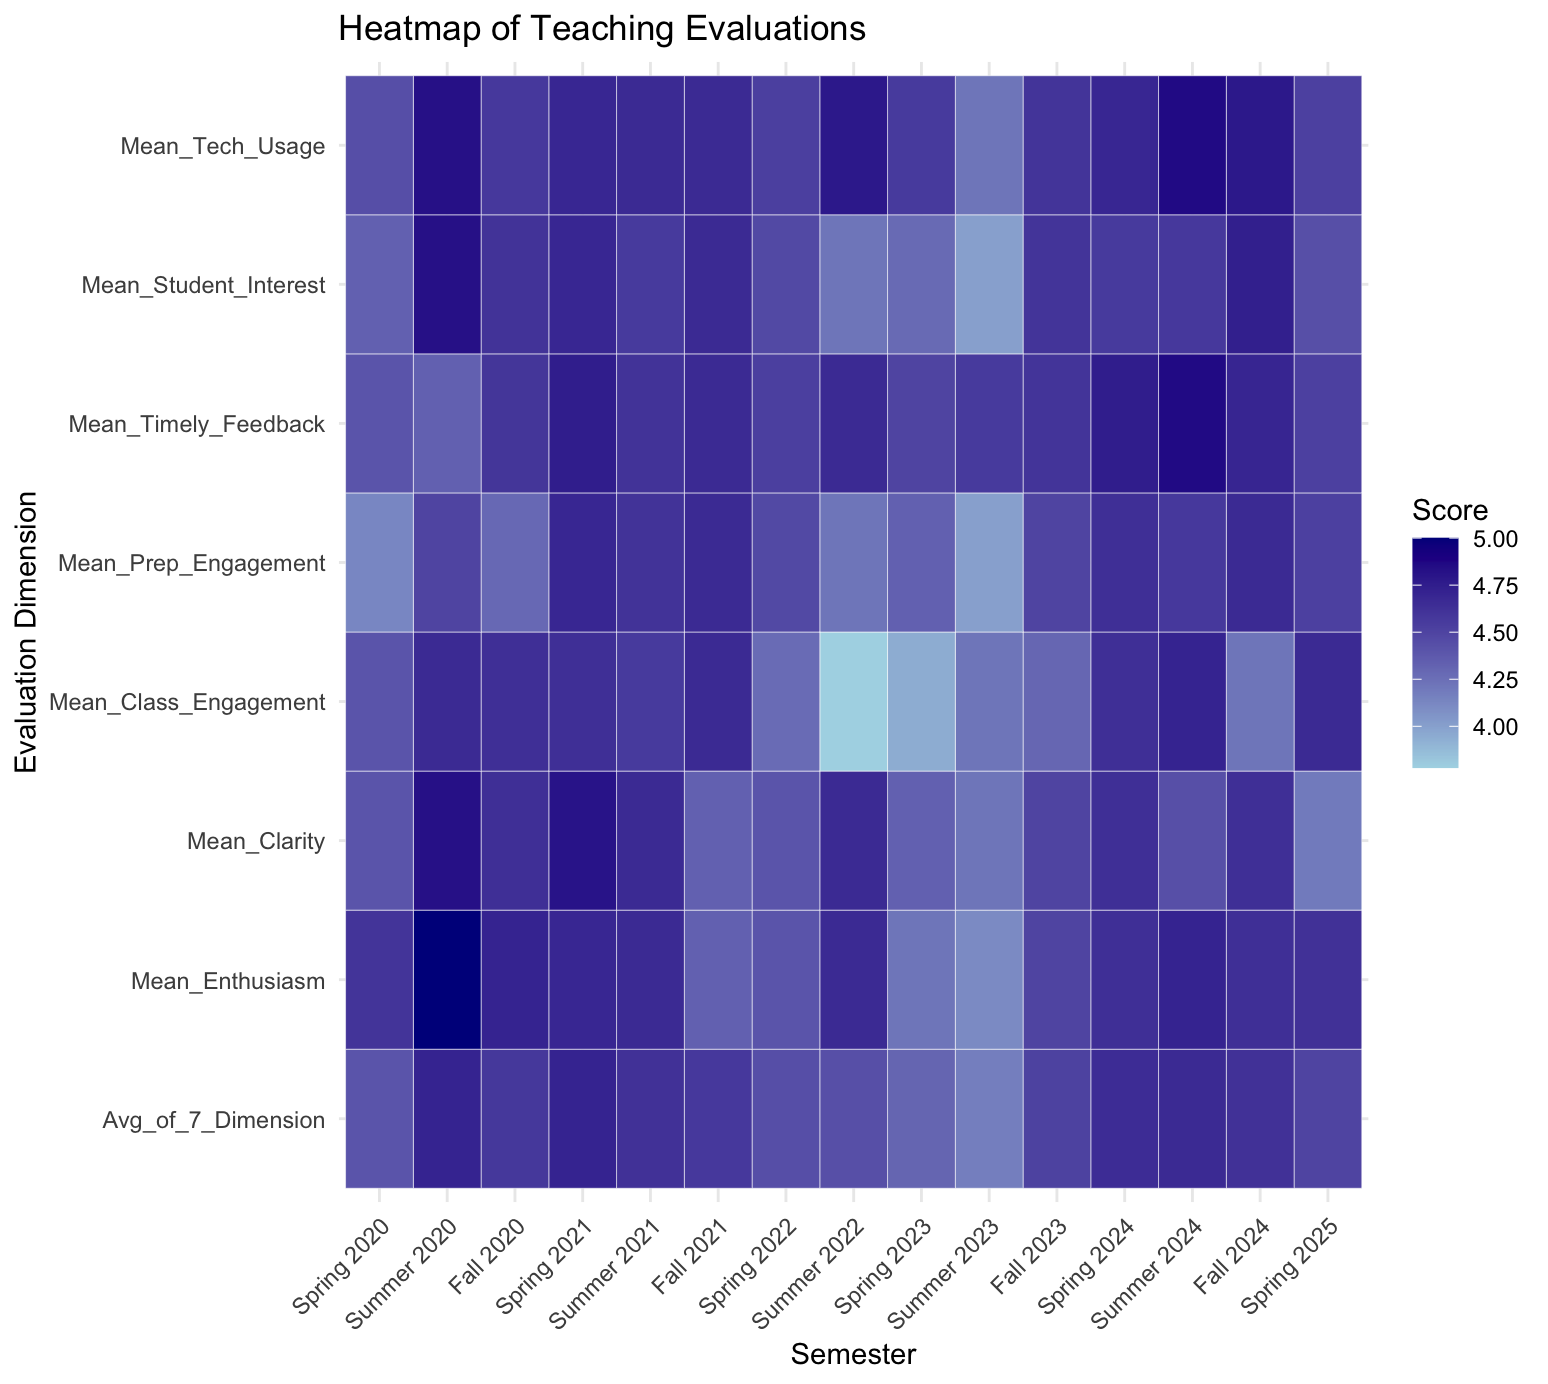 Heatmap of Teaching Evaluations
Evaluation Dimension
Mean_Tech_Usage
Mean_Student_Interest
Mean_Timely_Feedback
Mean_Prep_Engagement
Mean_Class_Engagement
Mean_Clarity
Mean_Enthusiasm
Avg_of_7_Dimension
Spring 2020
Summer 2020
Fall 2020
Spring 2021
Summer 2021
Fall 2021
Spring 2022
Summer 2022
Spring 2023
Summer 2023
Fall 2023
Spring 2024
Summer 2024
Fall 2024
Spring 2025
Semester
Score
5.00
4.75
4.50
4.25
4.00